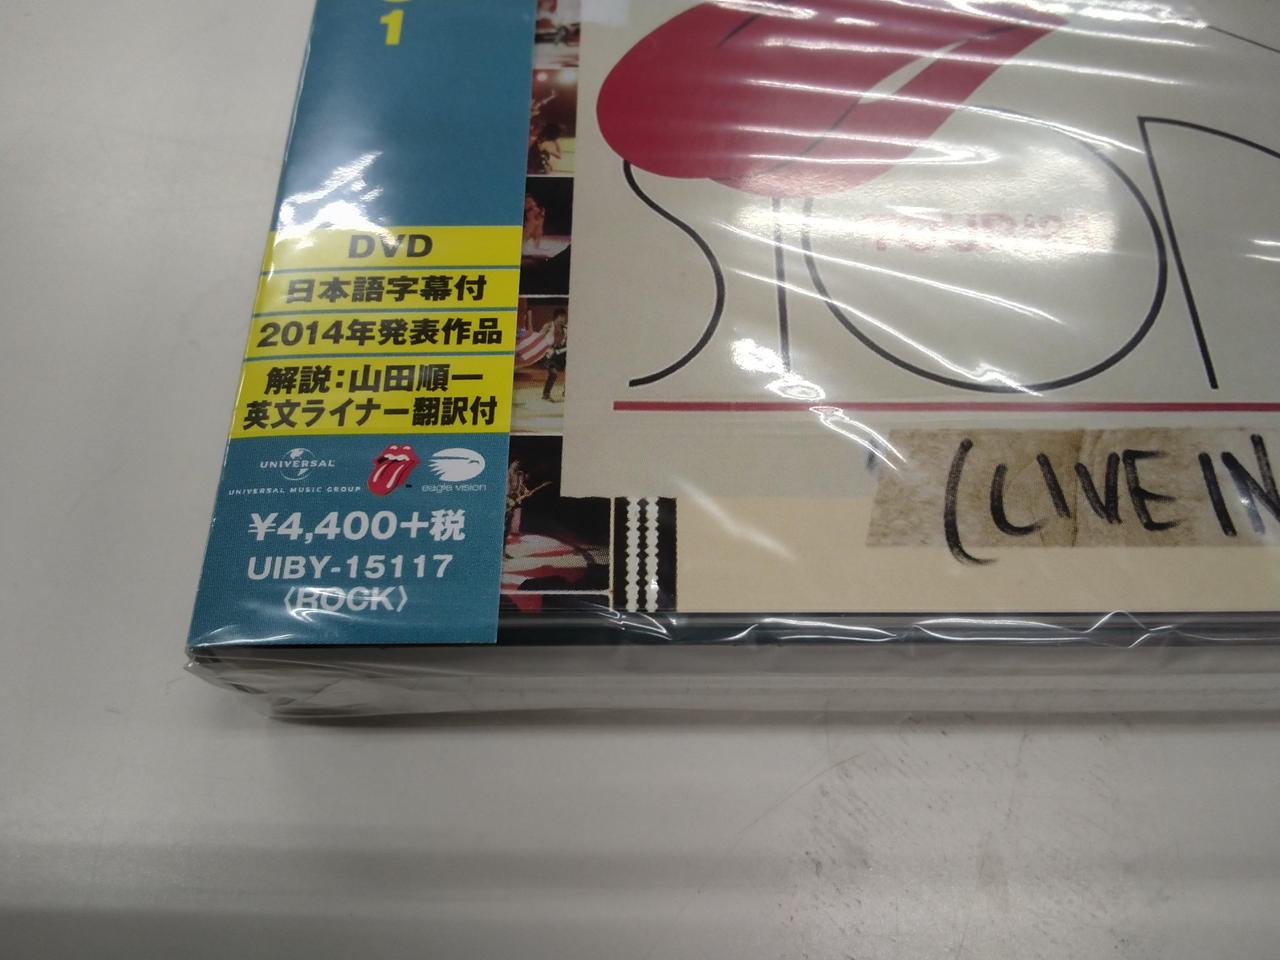 1
DVD
日本語字幕付
2014年発表作品
解説:山田順一
英文ライナー翻訳付
UNIVERSAL
UNIVERSAL MUSIC GROUP
eagle vision
¥4,400+税
UIBY-15117
〈ROCK〉
STON
TOUR
(LIVE IN